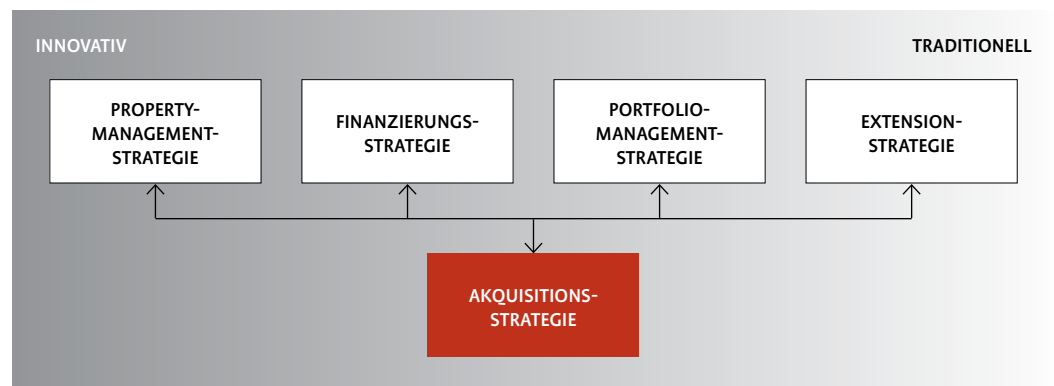 INNOVATIV
TRADITIONELL
PROPERTY-
MANAGEMENT-
STRATEGIE
FINANZIERUNGS-
STRATEGIE
PORTFOLIO-
MANAGEMENT-
STRATEGIE
EXTENSION-
STRATEGIE
AKQUISITIONS-
STRATEGIE